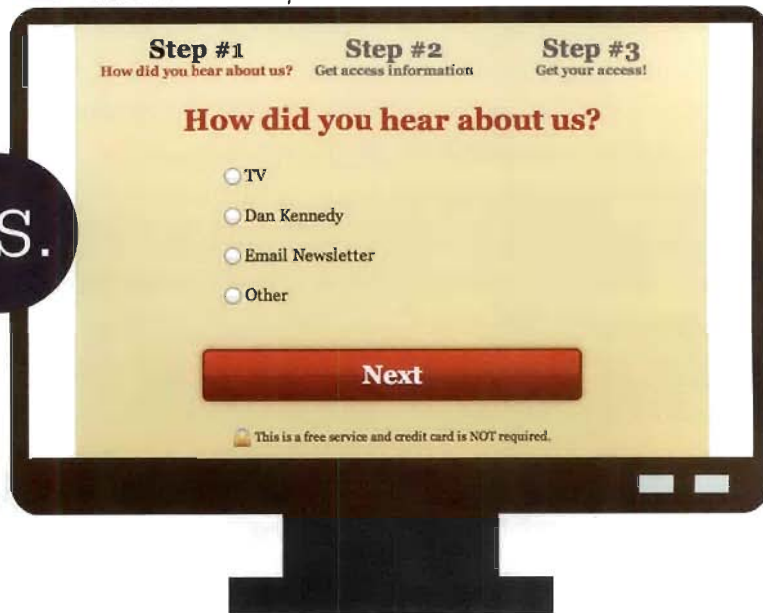 Step #1
How did you hear about us?
Step #2
Get access information
Step #3
Get your access!
How did you hear about us?
TV
Dan Kennedy
Email Newsletter
Other
S.
Next
This is a free service and credit card is NOT required.